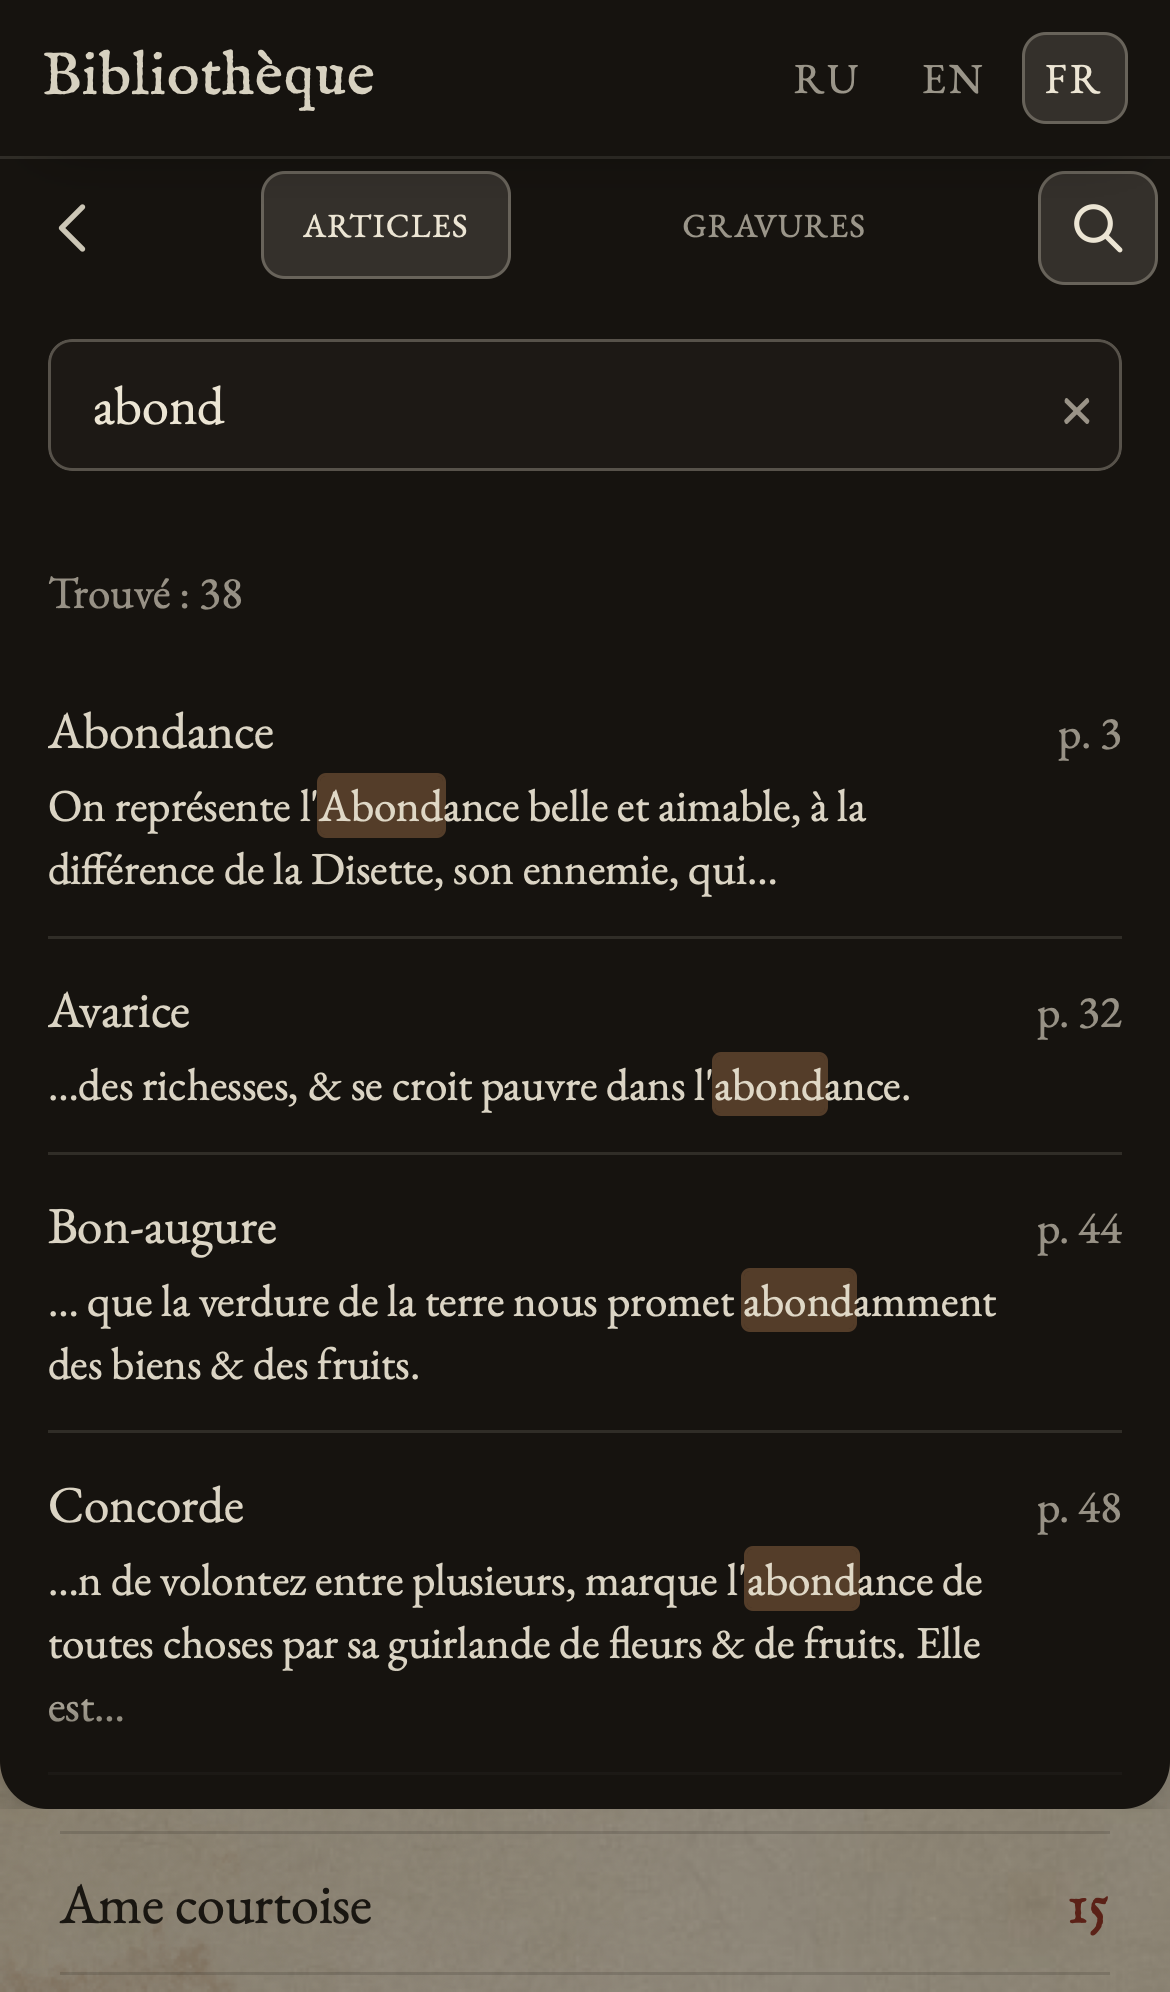 Bibliothèque RU EN FR
ARTICLES GRAVURES
abond
Trouvé : 38
Abondance p. 3
On représente l'Abondance belle et aimable, à la
différence de la Disette, son ennemie, qui...
Avarice p. 32
...des richesses, & se croit pauvre dans l'abondance.
Bon-augure p. 44
... que la verdure de la terre nous promet abondamment
des biens & des fruits.
Concorde p. 48
...n de volontez entre plusieurs, marque l'abondance de
toutes choses par sa guirlande de fleurs & de fruits. Elle
est...
Ame courtoise 15